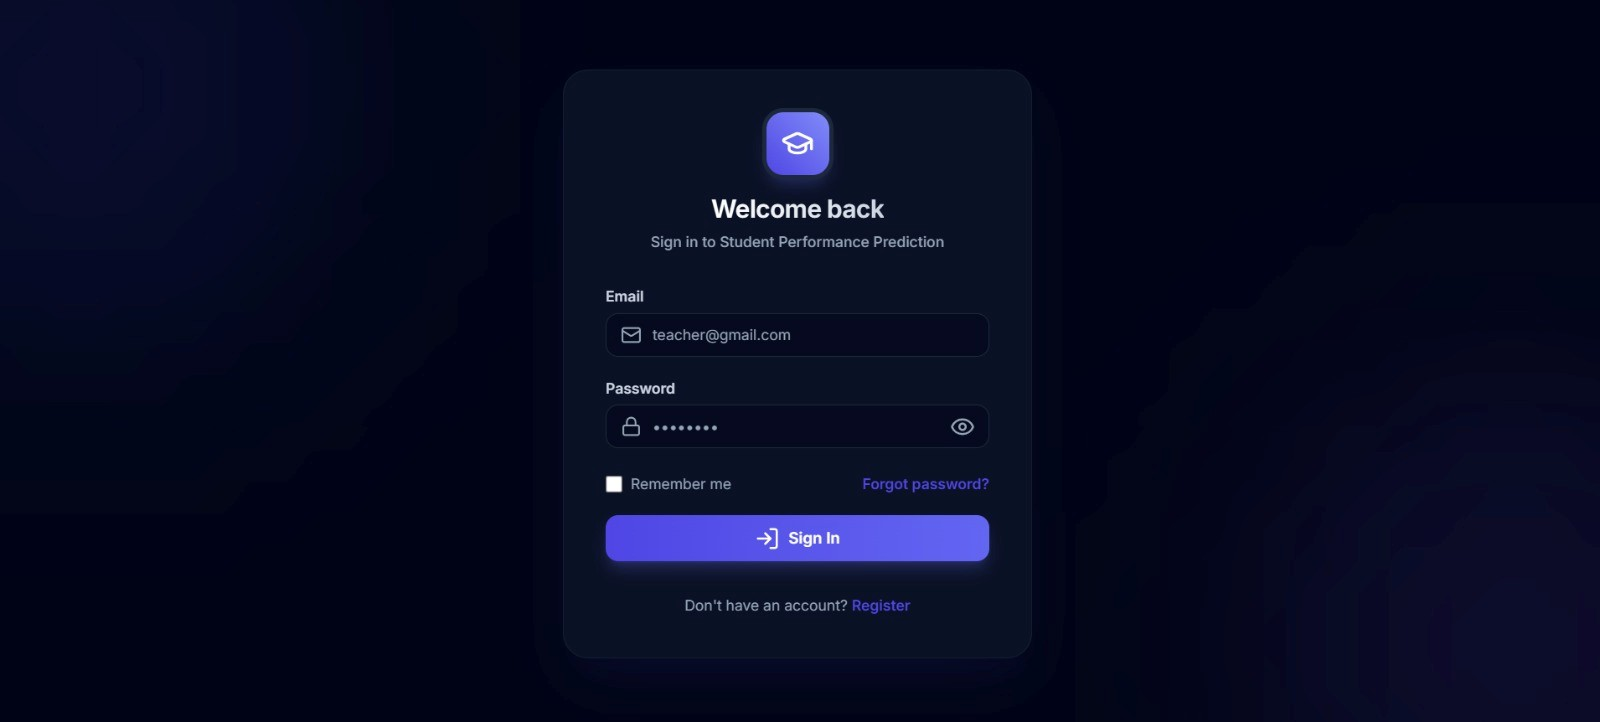 Welcome back
Sign in to Student Performance Prediction
Email
teacher@gmail.com
Password
••••••••
Remember me Forgot password?
Sign In
Don't have an account? Register